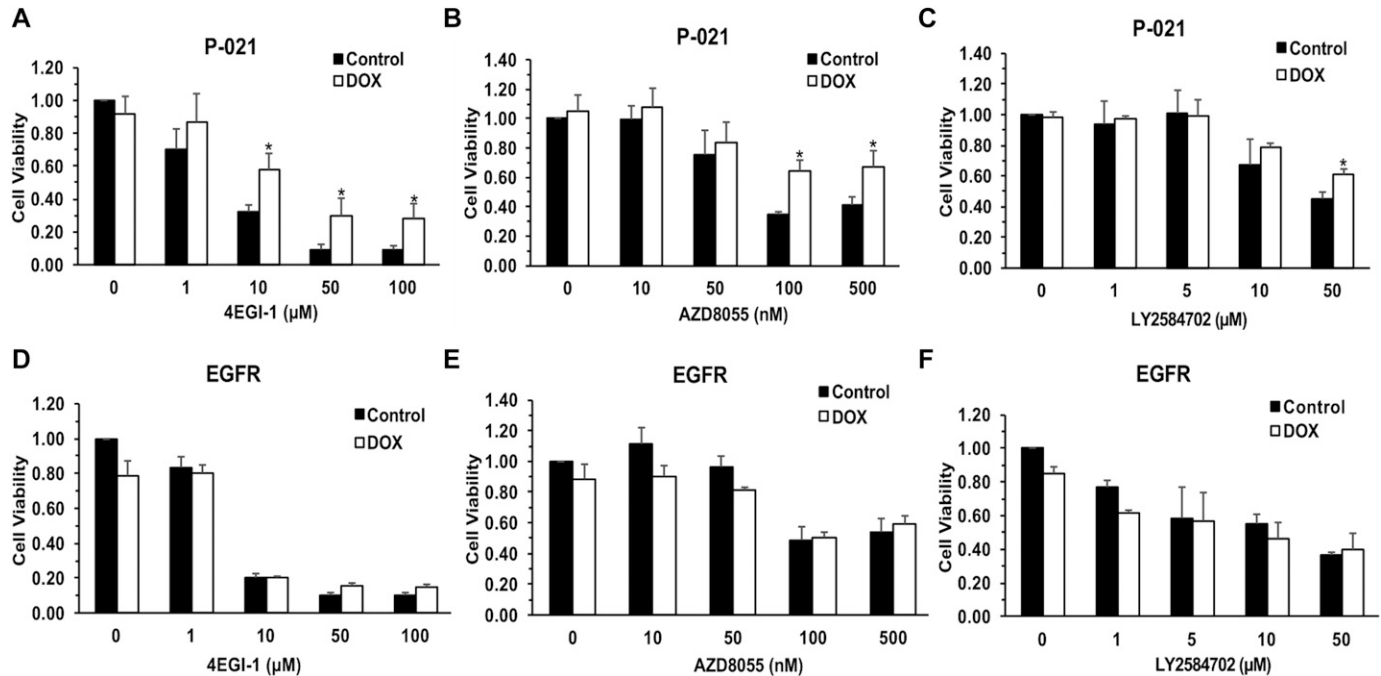 A
P-021
Control
DOX
1.20
1.00
0.80
0.60
0.40
0.20
0.00
Cell Viability
* * *
0 1 10 50 100
4EGI-1 (µM)
B
P-021
Control
DOX
1.40
1.20
1.00
0.80
0.60
0.40
0.20
0.00
Cell Viability
* *
0 10 50 100 500
AZD8055 (nM)
C
P-021
Control
DOX
1.40
1.20
1.00
0.80
0.60
0.40
0.20
0.00
Cell Viability
*
0 1 5 10 50
LY2584702 (µM)
D
EGFR
Control
DOX
1.20
1.00
0.80
0.60
0.40
0.20
0.00
Cell Viability
0 1 10 50 100
4EGI-1 (µM)
E
EGFR
Control
DOX
1.40
1.20
1.00
0.80
0.60
0.40
0.20
0.00
Cell Viability
0 10 50 100 500
AZD8055 (nM)
F
EGFR
Control
DOX
1.20
1.00
0.80
0.60
0.40
0.20
0.00
Cell Viability
0 1 5 10 50
LY2584702 (µM)